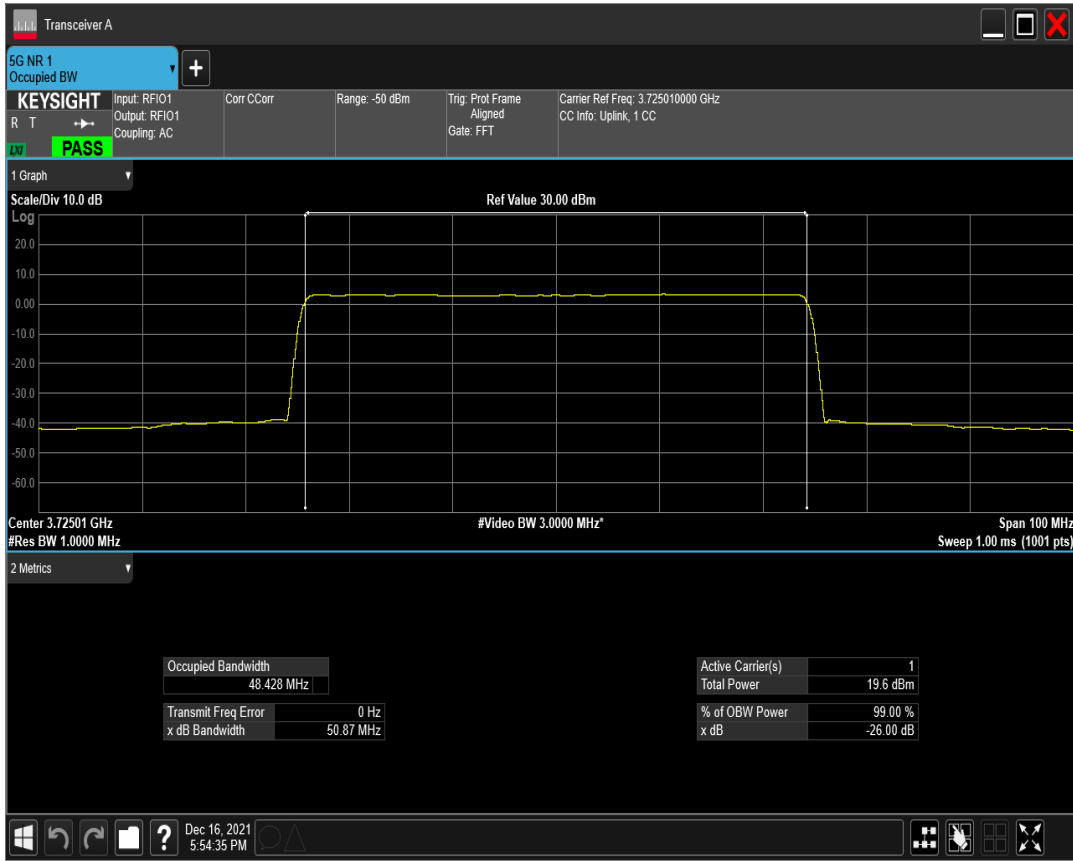 Transceiver A
5G NR 1
Occupied BW
+
KEYSIGHT
R T
LXI
PASS
Input: RFIO1
Output: RFIO1
Coupling: AC
Corr CCorr
Range: -50 dBm
Trig: Prot Frame
Aligned
Gate: FFT
Carrier Ref Freq: 3.725010000 GHz
CC Info: Uplink, 1 CC
1 Graph
Scale/Div 10.0 dB
Ref Value 30.00 dBm
Log
20.0
10.0
0.00
-10.0
-20.0
-30.0
-40.0
-50.0
-60.0
Center 3.72501 GHz
#Video BW 3.0000 MHz*
Span 100 MHz
#Res BW 1.0000 MHz
Sweep 1.00 ms (1001 pts)
2 Metrics
Occupied Bandwidth
48.428 MHz
Transmit Freq Error 0 Hz
x dB Bandwidth 50.87 MHz
Active Carrier(s) 1
Total Power 19.6 dBm
% of OBW Power 99.00 %
x dB -26.00 dB
?
Dec 16, 2021
5:54:35 PM